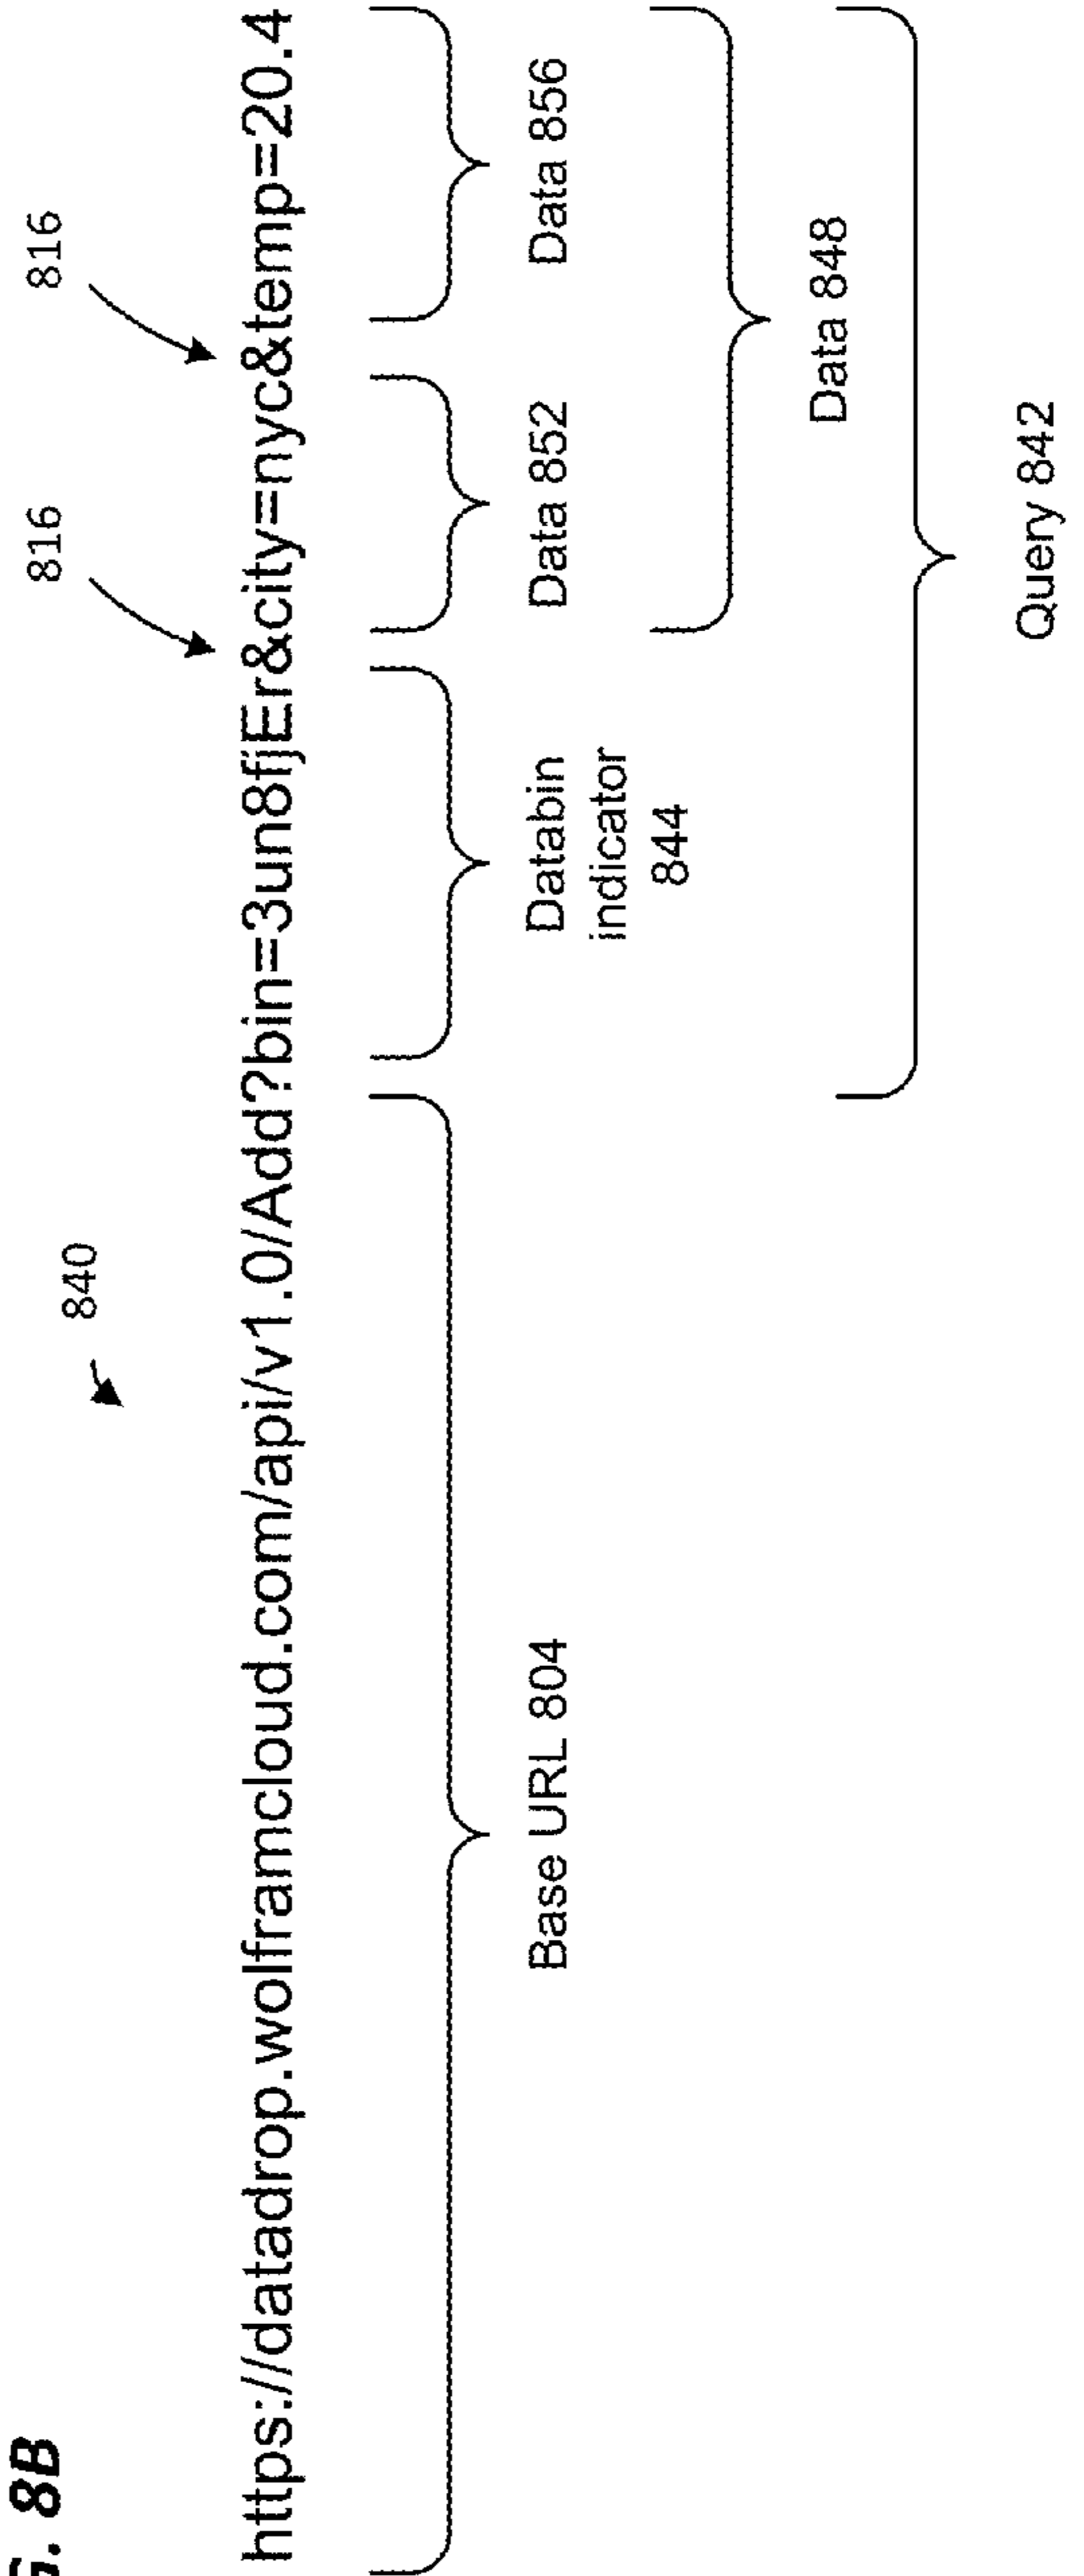 G. 8B
840
816
816
https://datadrop.wolframcloud.com/api/v1.0/Add?bin=3un8fjEr&city=nyc&temp=20.4
Base URL 804
Databin
indicator
844
Data 852
Data 856
Data 848
Query 842